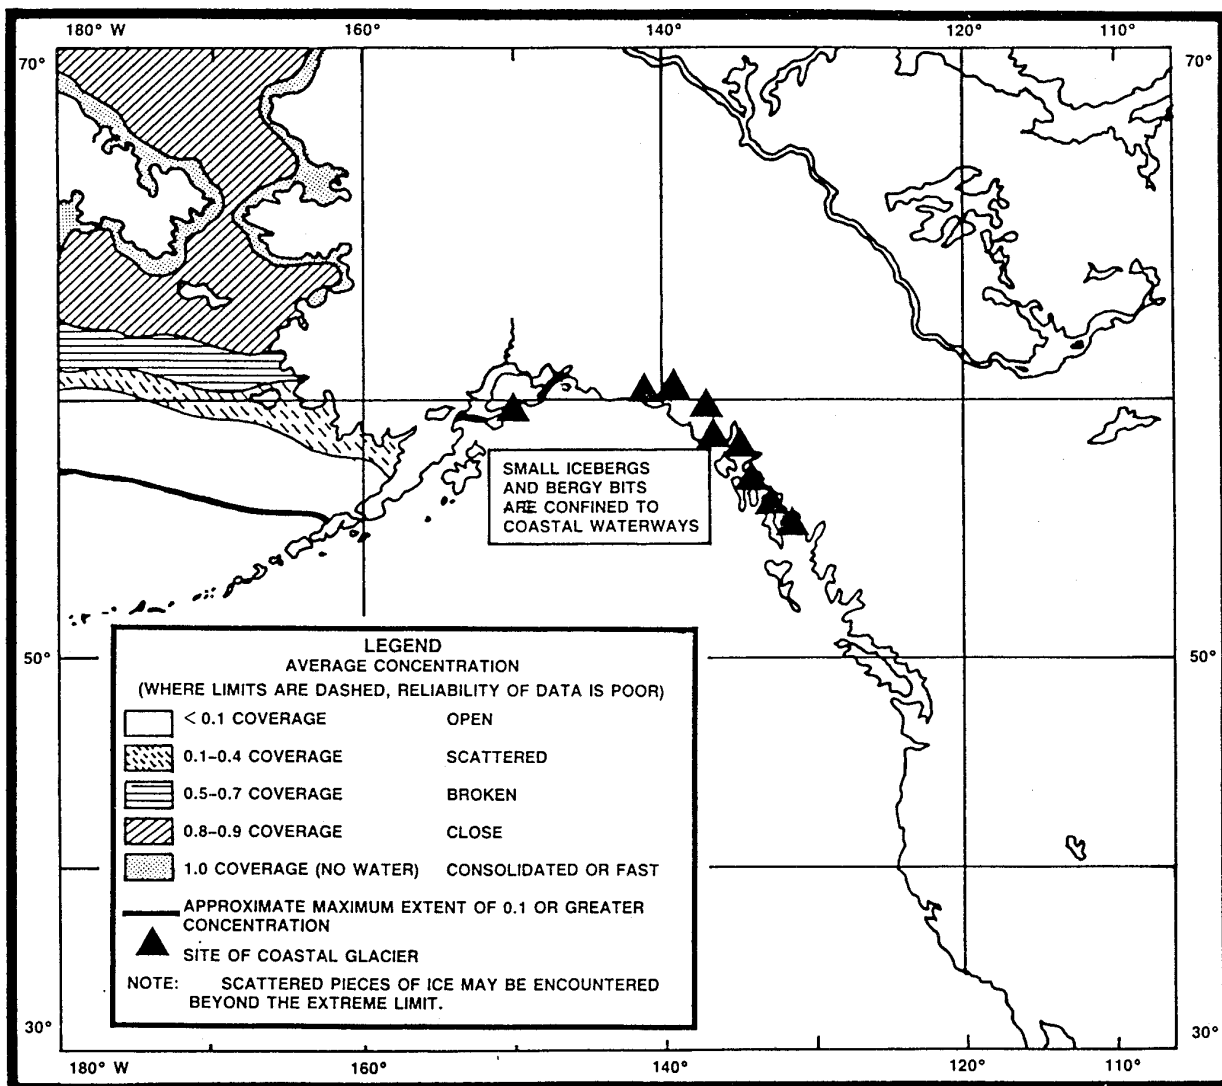 180° W 160° 140° 120° 110°
70° 70°
SMALL ICEBERGS
AND BERGY BITS
ARE CONFINED TO
COASTAL WATERWAYS
50° 50°
LEGEND
AVERAGE CONCENTRATION
(WHERE LIMITS ARE DASHED, RELIABILITY OF DATA IS POOR)
< 0.1 COVERAGE OPEN
0.1-0.4 COVERAGE SCATTERED
0.5-0.7 COVERAGE BROKEN
0.8-0.9 COVERAGE CLOSE
1.0 COVERAGE (NO WATER) CONSOLIDATED OR FAST
APPROXIMATE MAXIMUM EXTENT OF 0.1 OR GREATER
CONCENTRATION
SITE OF COASTAL GLACIER
NOTE: SCATTERED PIECES OF ICE MAY BE ENCOUNTERED
BEYOND THE EXTREME LIMIT.
30° 30°
180° W 160° 140° 120° 110°